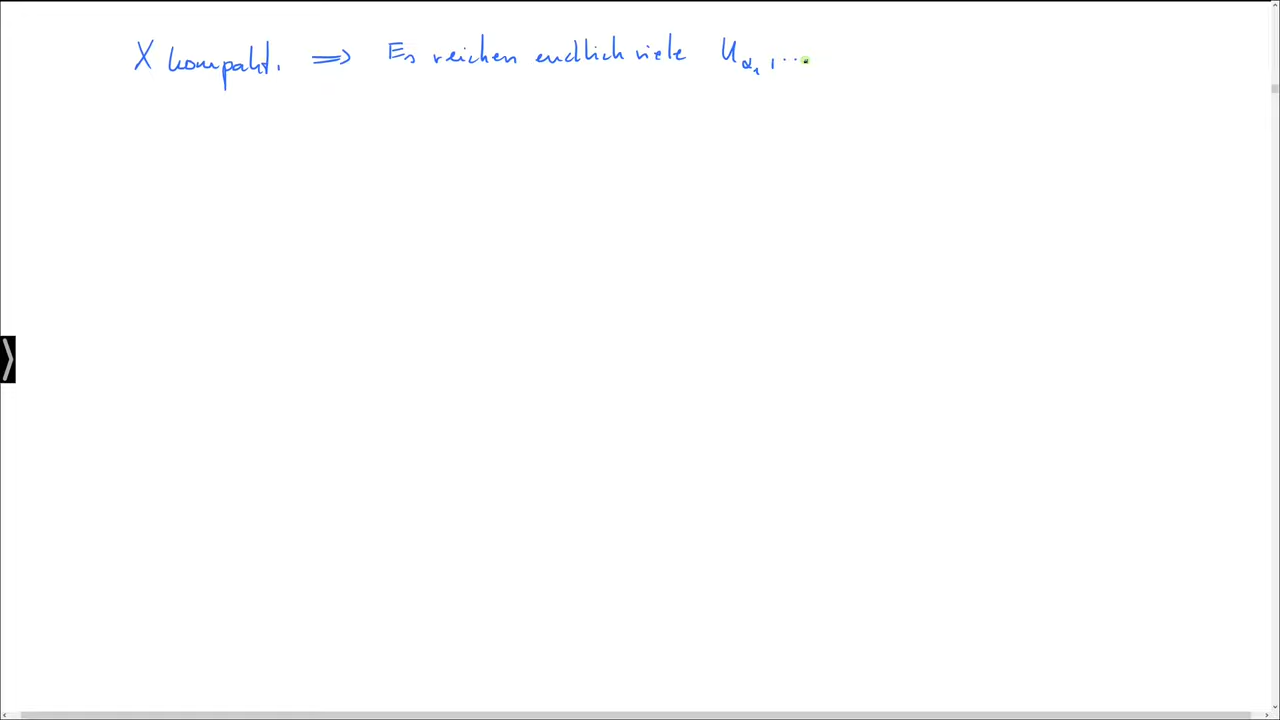 X kompakt. ⟹ Es reichen endlich viele U_{α_1}, ...